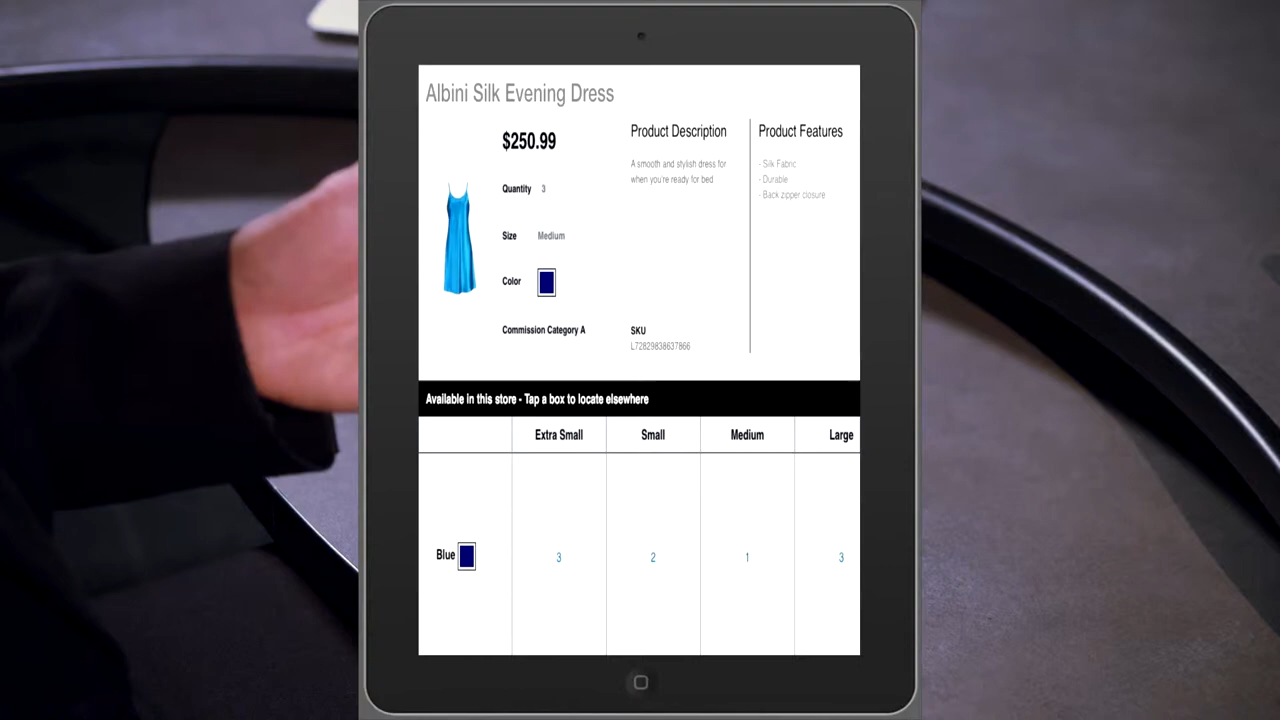 Albini Silk Evening Dress
$250.99
Quantity 3
Size Medium
Color
Commission Category A
Product Description
A smooth and stylish dress for
when you're ready for bed
SKU
L72829838637866
Product Features
- Silk Fabric
- Durable
- Back zipper closure
Available in this store - Tap a box to locate elsewhere
Extra Small Small Medium Large
Blue 3 2 1 3